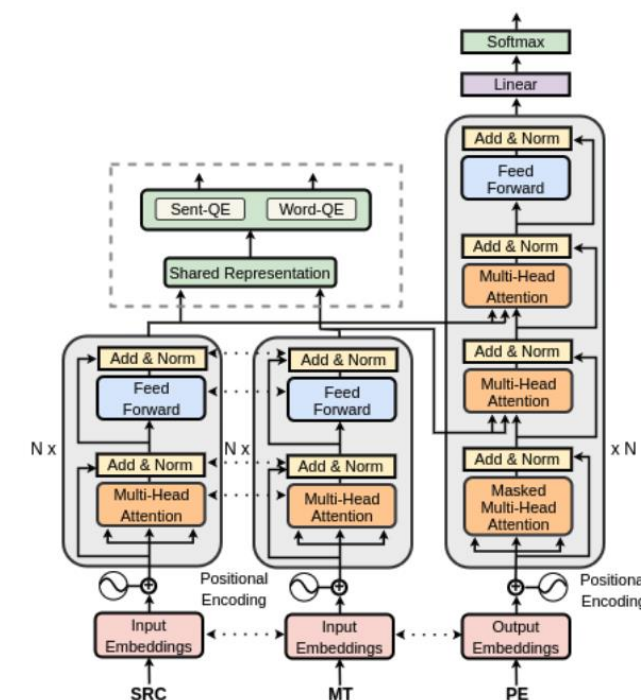 Softmax
Linear
Add & Norm
Feed
Forward
Add & Norm
Multi-Head
Attention
Add & Norm
Multi-Head
Attention
Add & Norm
Masked
Multi-Head
Attention
x N
Sent-QE
Word-QE
Shared Representation
Add & Norm
Feed
Forward
N x
Add & Norm
Multi-Head
Attention
Add & Norm
Feed
Forward
N x
Add & Norm
Multi-Head
Attention
Positional
Encoding
Positiona
Encoding
Input
Embeddings
Input
Embeddings
Output
Embeddings
SRC
MT
PE